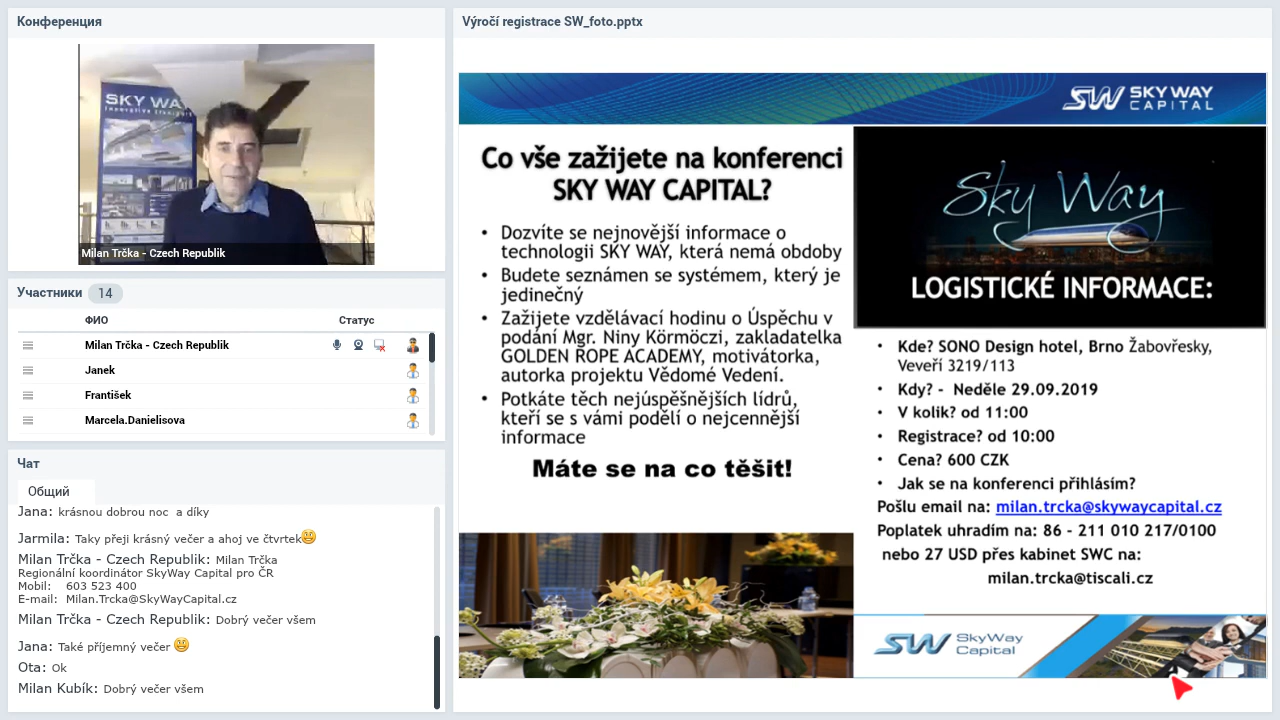 Конференция
SKY WAY
Innovative transport
Milan Trčka - Czech Republik
Участники 14
ФИО Статус
Milan Trčka - Czech Republik
Janek
František
Marcela.Danielisova
Чат
Общий
Jana: krásnou dobrou noc a díky
Jarmila: Taky přeji krásný večer a ahoj ve čtvrtek
Milan Trčka - Czech Republik: Milan Trčka
Regionální koordinátor SkyWay Capital pro ČR
Mobil: 603 523 400
E-mail: Milan.Trcka@SkyWayCapital.cz
Milan Trčka - Czech Republik: Dobrý večer všem
Jana: Také příjemný večer
Ota: Ok
Milan Kubík: Dobrý večer všem
Výročí registrace SW_foto.pptx
SW SKY WAY
CAPITAL
Co vše zažijete na konferenci
SKY WAY CAPITAL?
• Dozvíte se nejnovější informace o
technologii SKY WAY, která nemá obdoby
• Budete seznámen se systémem, který je
jedinečný
• Zažijete vzdělávací hodinu o Úspěchu v
podání Mgr. Niny Körmöczi, zakladatelka
GOLDEN ROPE ACADEMY, motivátorka,
autorka projektu Vědomé Vedení.
• Potkáte těch nejúspěšnějších lídrů,
kteří se s vámi podělí o nejcennější
informace
Máte se na co těšit!
Sky Way
LOGISTICKÉ INFORMACE:
• Kde? SONO Design hotel, Brno Žabovřesky,
Veveří 3219/113
• Kdy? - Neděle 29.09.2019
• V kolik? od 11:00
• Registrace? od 10:00
• Cena? 600 CZK
• Jak se na konferenci přihlásím?
Pošlu email na: milan.trcka@skywaycapital.cz
Poplatek uhradím na: 86 - 211 010 217/0100
nebo 27 USD přes kabinet SWC na:
milan.trcka@tiscali.cz
SW SkyWay
Capital